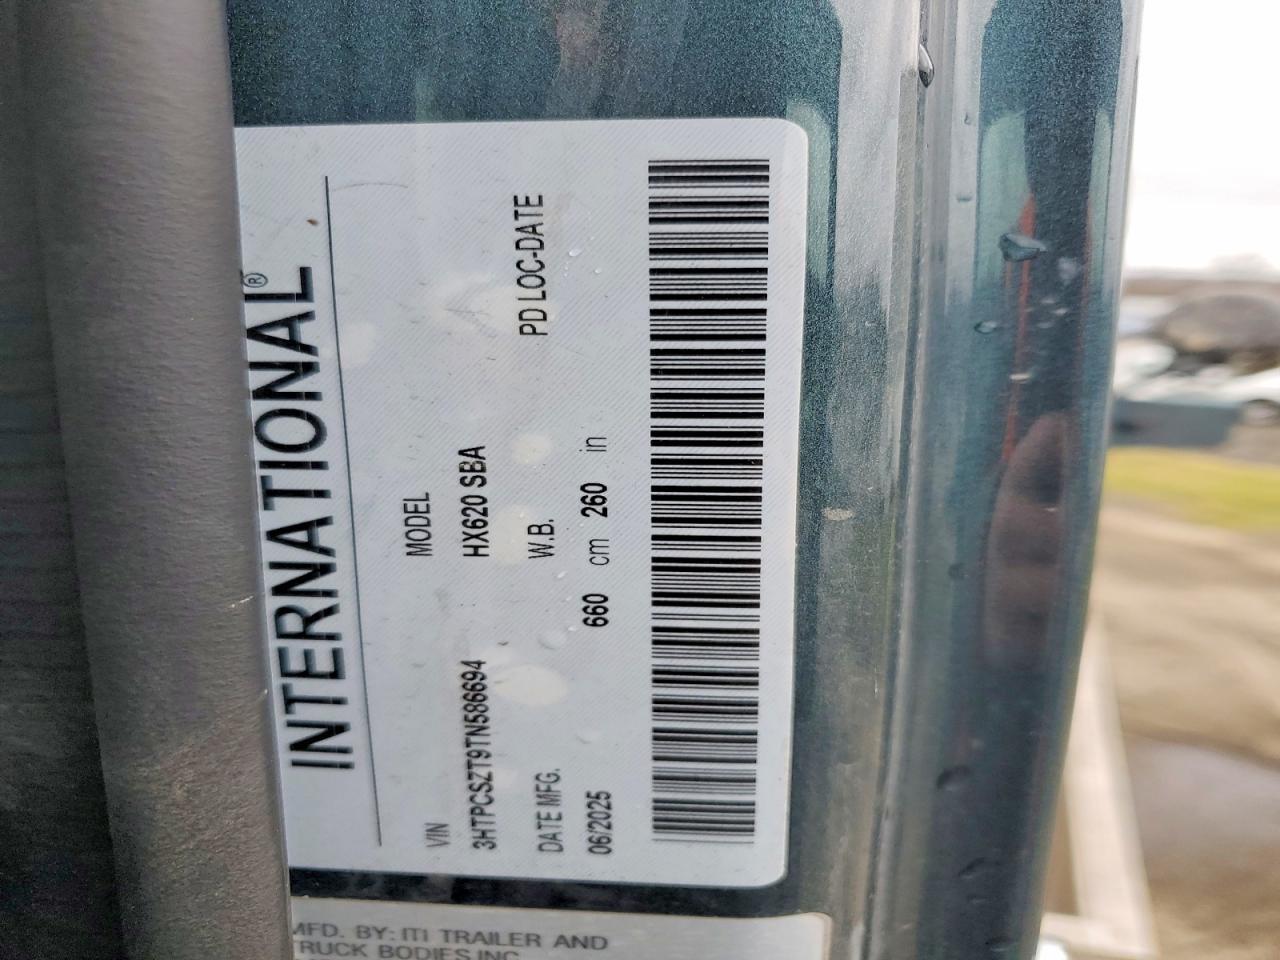 INTERNATIONAL®
VIN MODEL
3HTPCSZT9TN586694 HX620 SBA
DATE MFG. W.B. PD LOC-DATE
06/2025 660 cm 260 in
MFD. BY: ITI TRAILER AND
TRUCK BODIES,INC